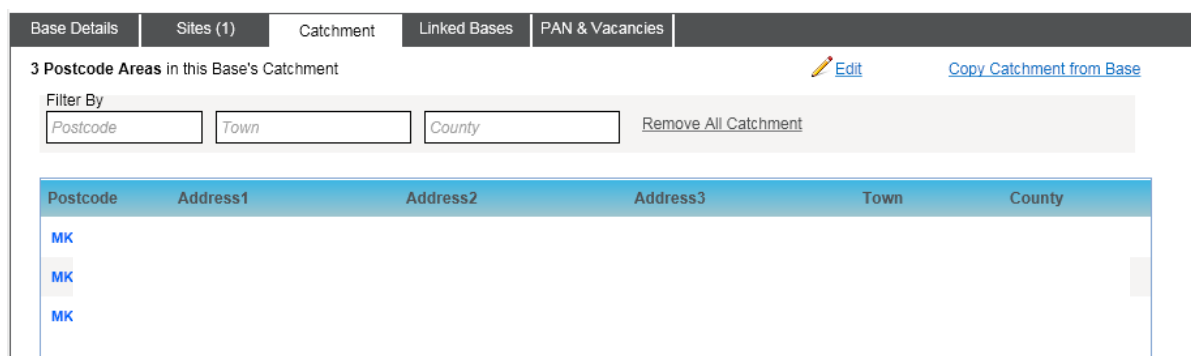 Base Details Sites (1) Catchment Linked Bases PAN & Vacancies
3 Postcode Areas in this Base's Catchment Edit Copy Catchment from Base
Filter By
Postcode Town County Remove All Catchment
Postcode Address1 Address2 Address3 Town County
MK
MK
MK